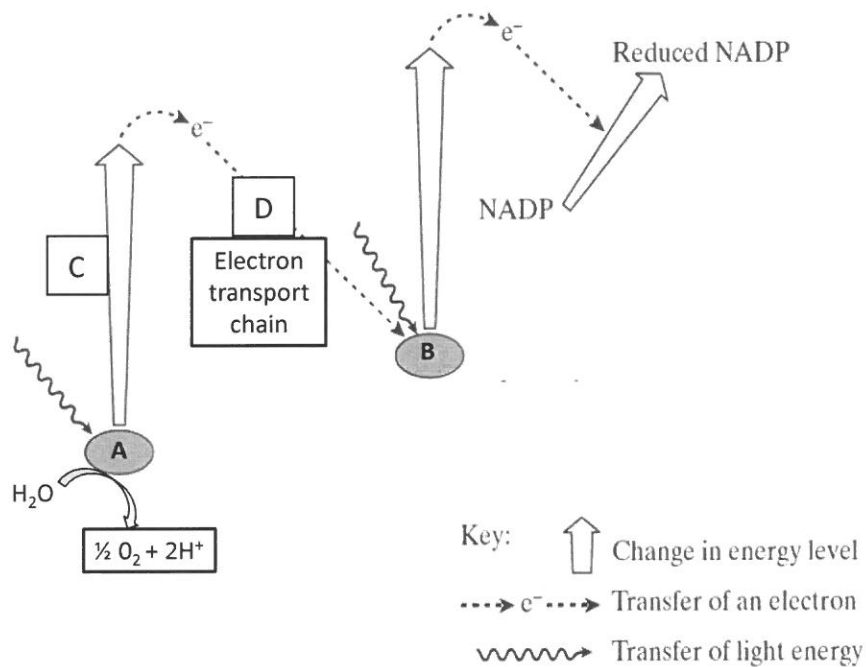 e⁻
Reduced NADP
e⁻
D
NADP
C
Electron
transport
chain
B
A
H₂O
½ O₂ + 2H⁺
Key:
Change in energy level
e⁻
Transfer of an electron
Transfer of light energy